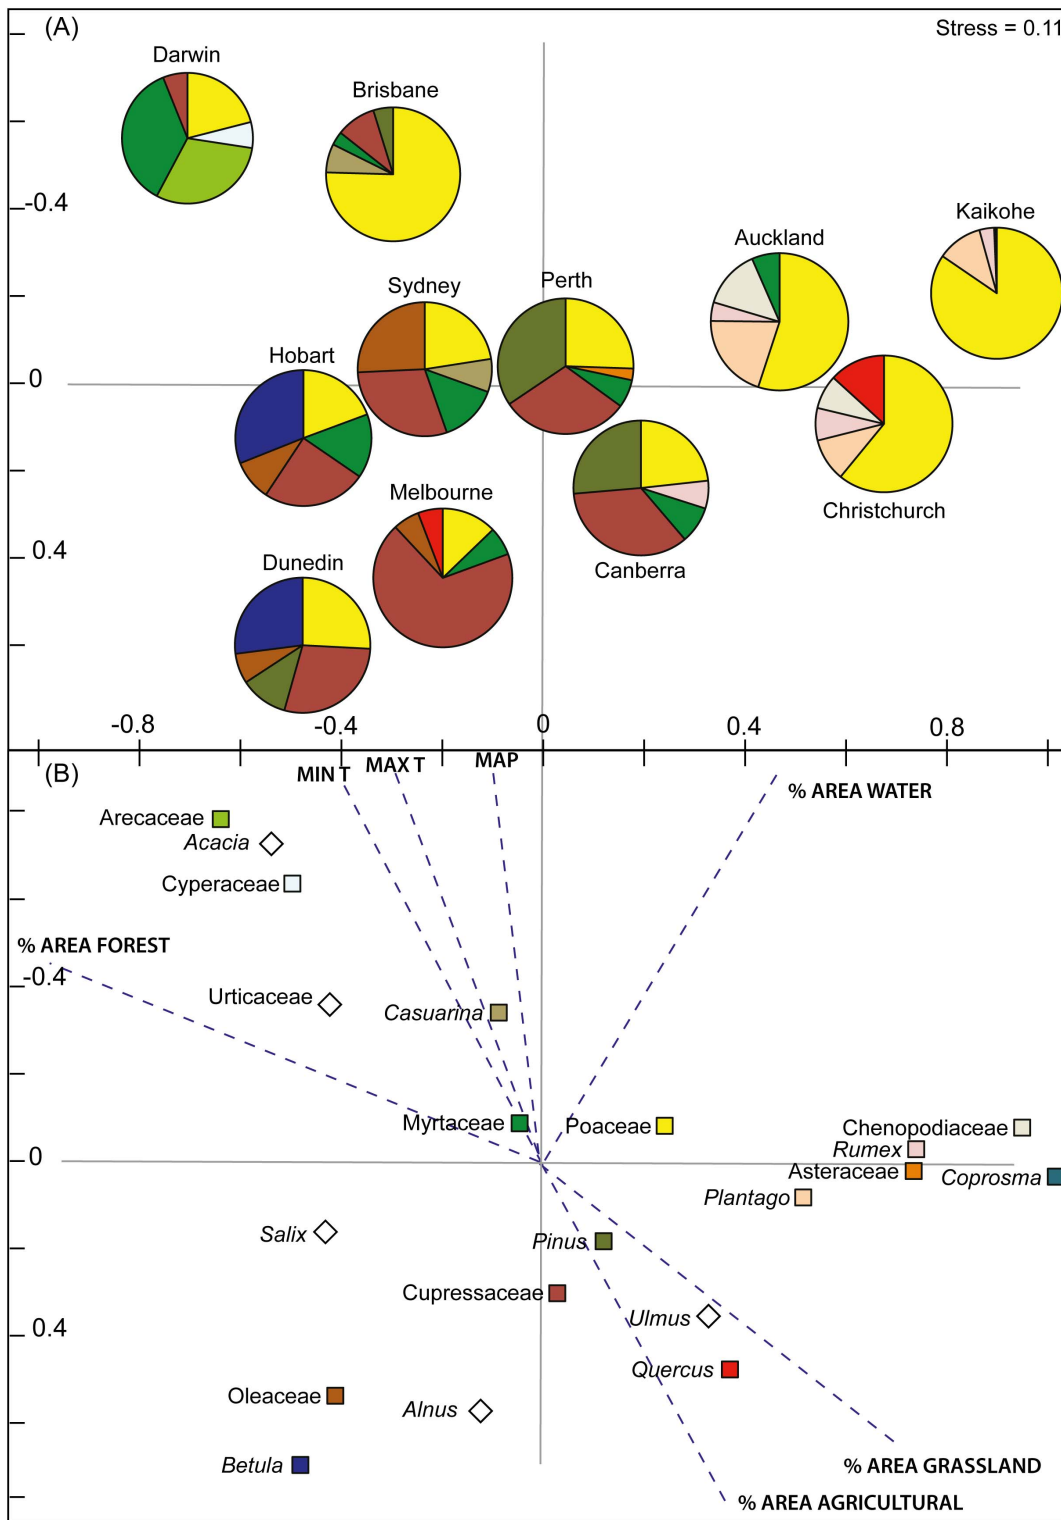 (A)
Stress = 0.11
Darwin
Brisbane
-0.4
Kaikohe
Auckland
Sydney
Perth
Hobart
0
Melbourne
Christchurch
0.4
Dunedin
Canberra
-0.8
-0.4
0
0.4
0.8
(B)
MIN T
MAX T
MAP
% AREA WATER
Arecaceae
Acacia
Cyperaceae
% AREA FOREST
-0.4
Urticaceae
Casuarina
Myrtaceae
Poaceae
Chenopodiaceae
Rumex
0
Asteraceae
Coprosma
Plantago
Salix
Pinus
Cupressaceae
Ulmus
0.4
Quercus
Oleaceae
Alnus
Betula
% AREA GRASSLAND
% AREA AGRICULTURAL